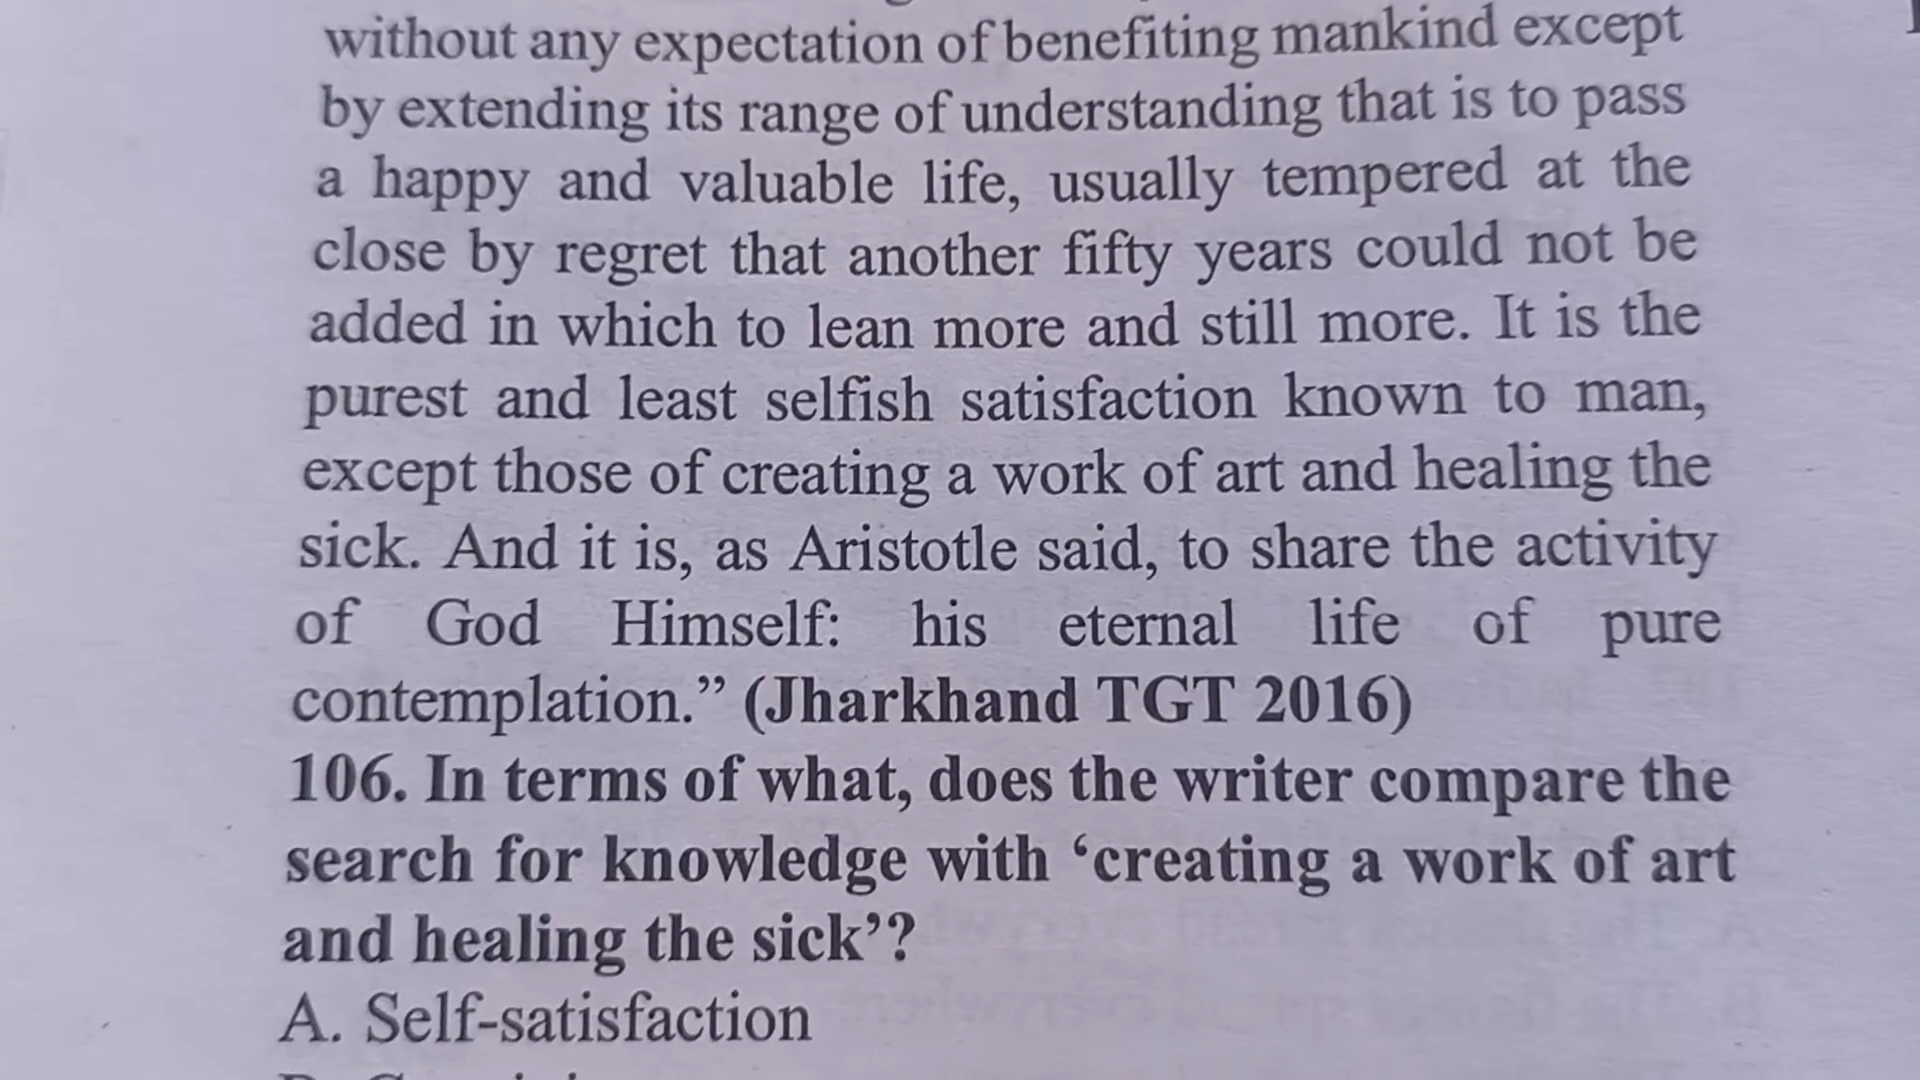 without any expectation of benefiting mankind except
by extending its range of understanding that is to pass
a happy and valuable life, usually tempered at the
close by regret that another fifty years could not be
added in which to lean more and still more. It is the
purest and least selfish satisfaction known to man,
except those of creating a work of art and healing the
sick. And it is, as Aristotle said, to share the activity
of God Himself: his eternal life of pure
contemplation.” (Jharkhand TGT 2016)
106. In terms of what, does the writer compare the
search for knowledge with ‘creating a work of art
and healing the sick’?
A. Self-satisfaction